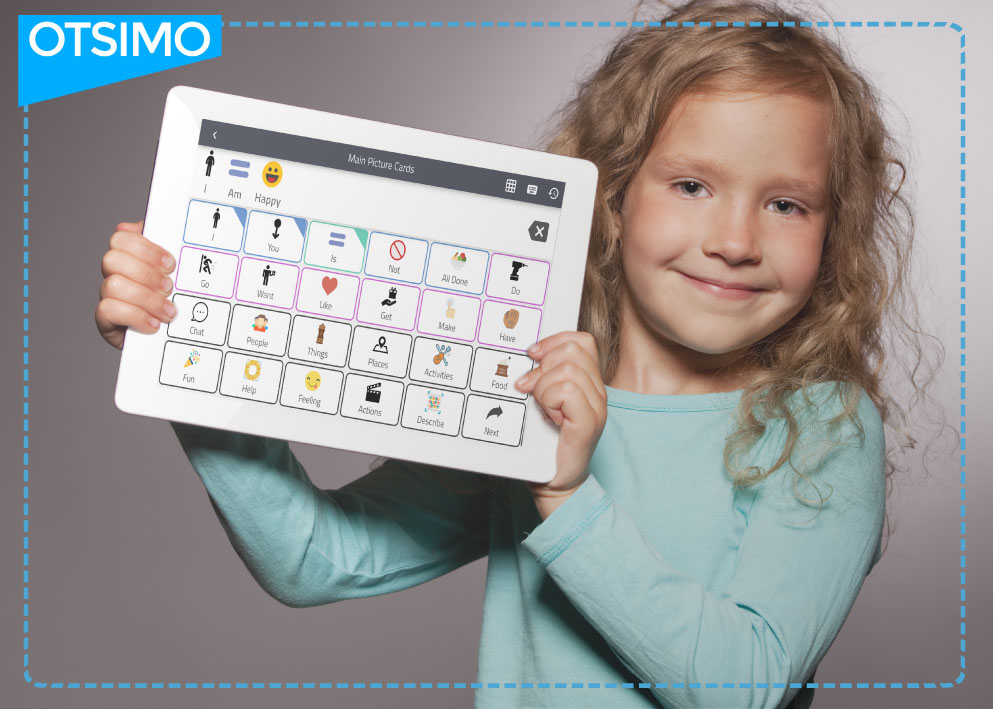 OTSIMO
Main Picture Cards
I Am Happy
I You Is Not All Done Do
Go Want Like Get Make Have
Chat People Things Places Activities Food
Fun Help Feeling Actions Describe Next